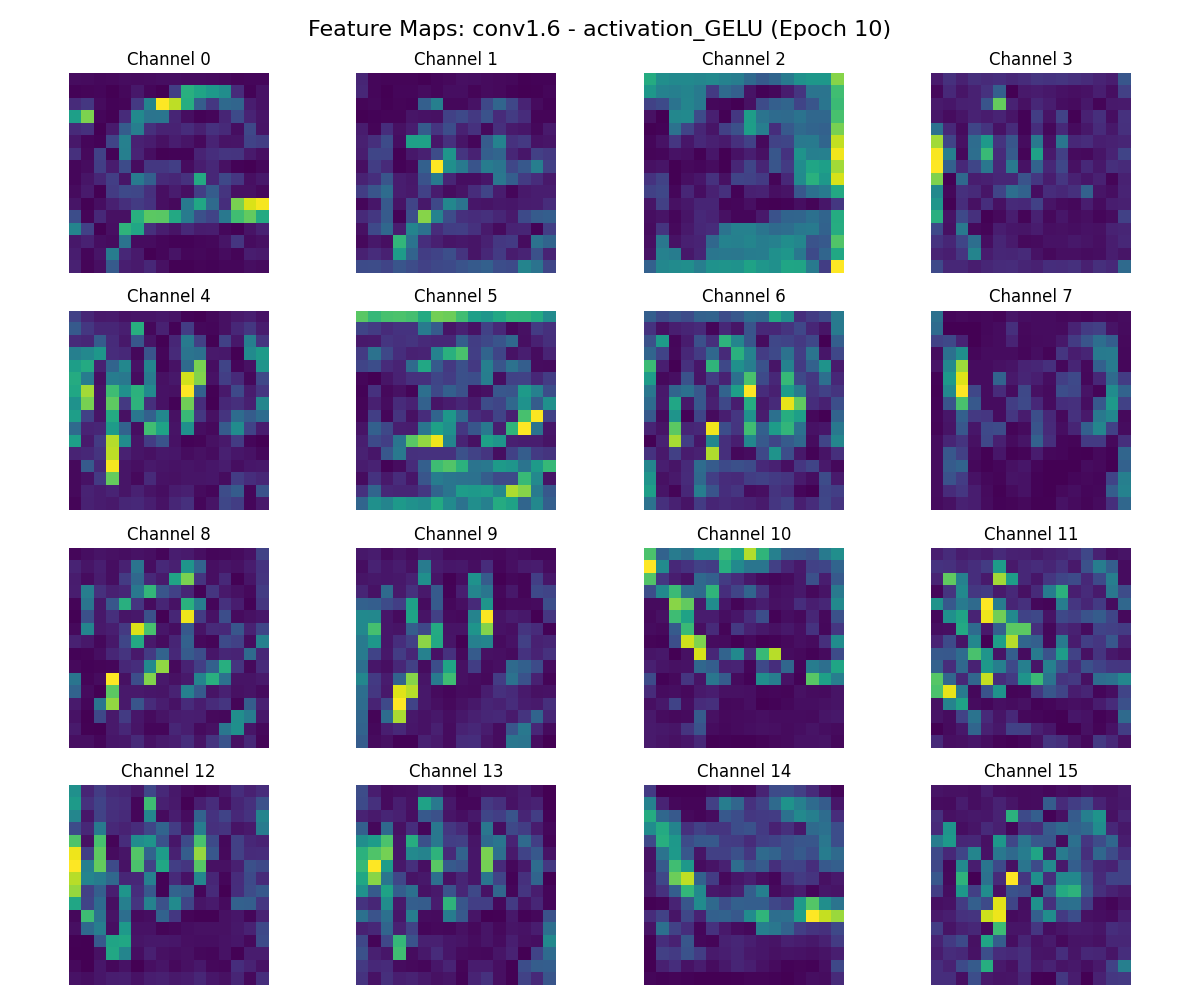 Feature Maps: conv1.6 - activation_GELU (Epoch 10)
Channel 0
Channel 1
Channel 2
Channel 3
Channel 4
Channel 5
Channel 6
Channel 7
Channel 8
Channel 9
Channel 10
Channel 11
Channel 12
Channel 13
Channel 14
Channel 15